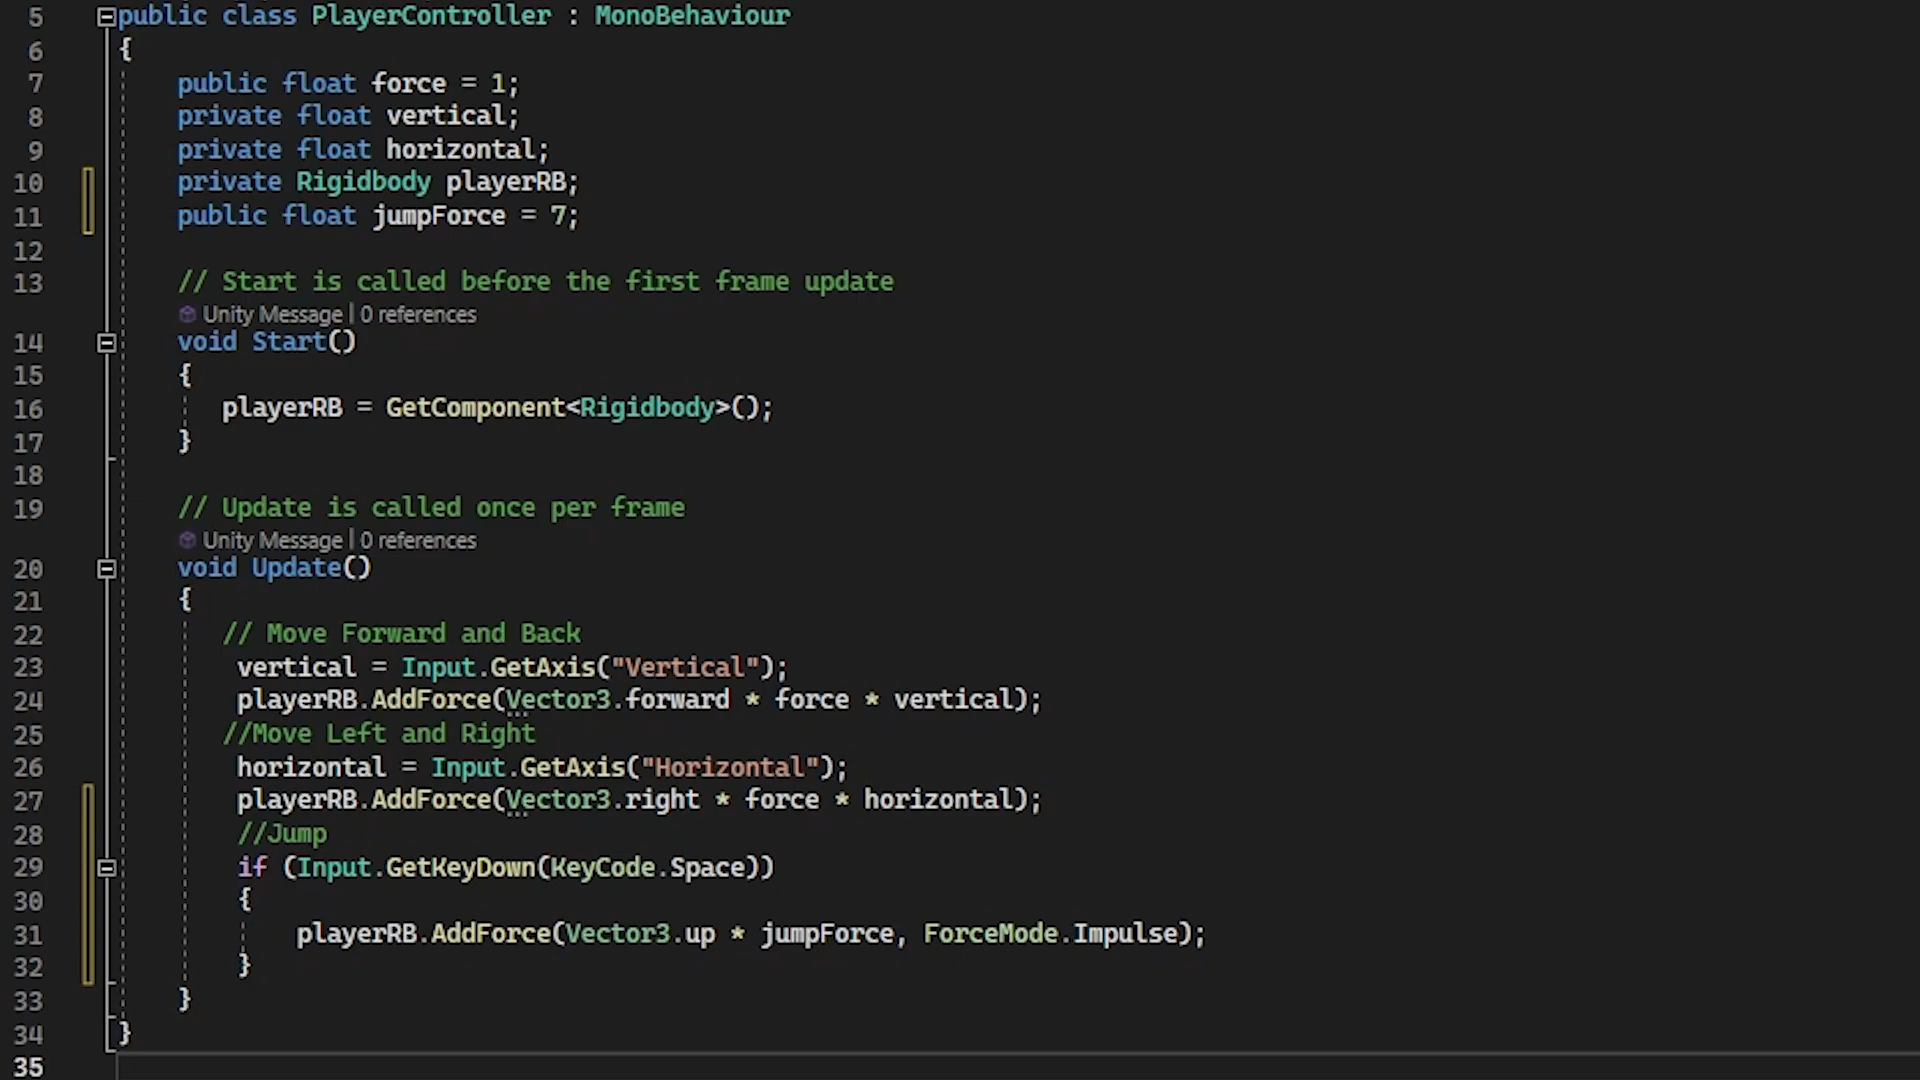 5 public class PlayerController : MonoBehaviour
6 {
7 public float force = 1;
8 private float vertical;
9 private float horizontal;
10 private Rigidbody playerRB;
11 public float jumpForce = 7;
12
13 // Start is called before the first frame update
Unity Message | 0 references
14 void Start()
15 {
16 playerRB = GetComponent<Rigidbody>();
17 }
18
19 // Update is called once per frame
Unity Message | 0 references
20 void Update()
21 {
22 // Move Forward and Back
23 vertical = Input.GetAxis("Vertical");
24 playerRB.AddForce(Vector3.forward * force * vertical);
25 //Move Left and Right
26 horizontal = Input.GetAxis("Horizontal");
27 playerRB.AddForce(Vector3.right * force * horizontal);
28 //Jump
29 if (Input.GetKeyDown(KeyCode.Space))
30 {
31 playerRB.AddForce(Vector3.up * jumpForce, ForceMode.Impulse);
32 }
33 }
34 }
35